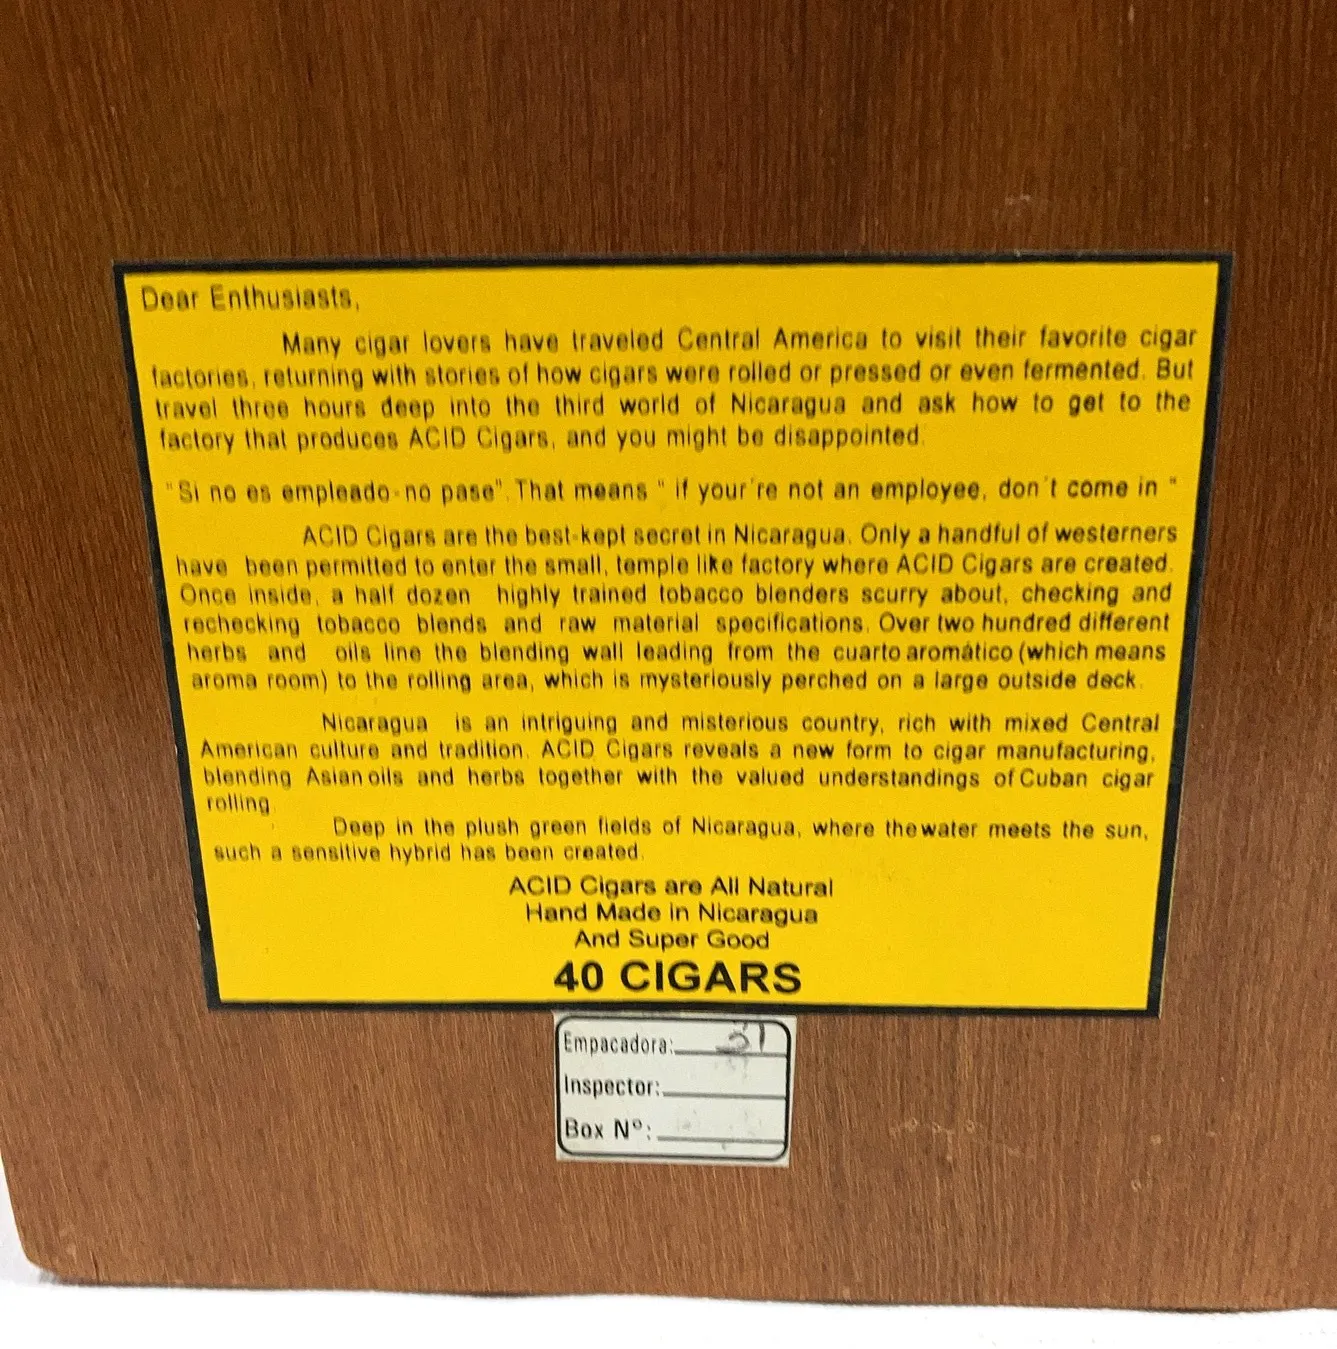 Dear Enthusiasts,
Many cigar lovers have traveled Central America to visit their favorite cigar
factories, returning with stories of how cigars were rolled or pressed or even fermented. But
travel three hours deep into the third world of Nicaragua and ask how to get to the
factory that produces ACID Cigars, and you might be disappointed.
"Si no es empleado-no pase". That means " if your're not an employee, don't come in "
ACID Cigars are the best-kept secret in Nicaragua. Only a handful of westerners
have been permitted to enter the small, temple like factory where ACID Cigars are created.
Once inside, a half dozen highly trained tobacco blenders scurry about, checking and
rechecking tobacco blends and raw material specifications. Over two hundred different
herbs and oils line the blending wall leading from the cuarto aromático (which means
aroma room) to the rolling area, which is mysteriously perched on a large outside deck.
Nicaragua is an intriguing and misterious country, rich with mixed Central
American culture and tradition. ACID Cigars reveals a new form to cigar manufacturing,
blending Asian oils and herbs together with the valued understandings of Cuban cigar
rolling.
Deep in the plush green fields of Nicaragua, where thewater meets the sun,
such a sensitive hybrid has been created.
ACID Cigars are All Natural
Hand Made in Nicaragua
And Super Good
40 CIGARS
Empacadora: 31
Inspector:
Box Nº: